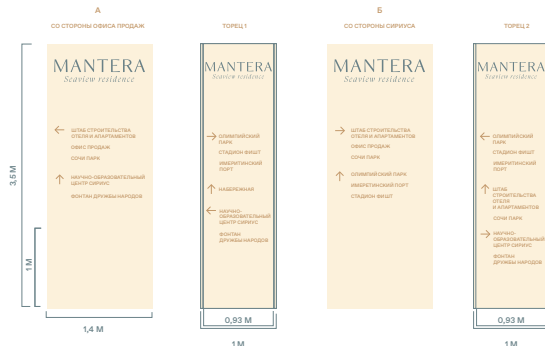 А
СО СТОРОНЫ ОФИСА ПРОДАЖ
MANTERA
Seaview residence
ШТАБ СТРОИТЕЛЬСТВА
ОТЕЛЯ И АПАРТАМЕНТОВ
ОФИС ПРОДАЖ
СОЧИ ПАРК
НАУЧНО-ОБРАЗОВАТЕЛЬНЫЙ
ЦЕНТР СИРИУС
ФОНТАН ДРУЖБЫ НАРОДОВ
3,5 М
1 М
1,4 М
ТОРЕЦ 1
MANTERA
Seaview residence
ОЛИМПИЙСКИЙ
ПАРК
СТАДИОН ФИШТ
ИМЕРИТИНСКИЙ
ПОРТ
НАБЕРЕЖНАЯ
НАУЧНО-
ОБРАЗОВАТЕЛЬНЫЙ
ЦЕНТР СИРИУС
ФОНТАН
ДРУЖБЫ НАРОДОВ
0,93 М
1 М
Б
СО СТОРОНЫ СИРИУСА
MANTERA
Seaview residence
ШТАБ СТРОИТЕЛЬСТВА
ОТЕЛЯ И АПАРТАМЕНТОВ
ОФИС ПРОДАЖ
СОЧИ ПАРК
ОЛИМПИЙСКИЙ ПАРК
ИМЕРЕТИНСКИЙ ПОРТ
СТАДИОН ФИШТ
ТОРЕЦ 2
MANTERA
Seaview residence
ОЛИМПИЙСКИЙ
ПАРК
СТАДИОН ФИШТ
ИМЕРИТИНСКИЙ
ПОРТ
ШТАБ
СТРОИТЕЛЬСТВА
ОТЕЛЯ
И АПАРТАМЕНТОВ
СОЧИ ПАРК
НАУЧНО-
ОБРАЗОВАТЕЛЬНЫЙ
ЦЕНТР СИРИУС
ФОНТАН
ДРУЖБЫ НАРОДОВ
0,93 М
1 М